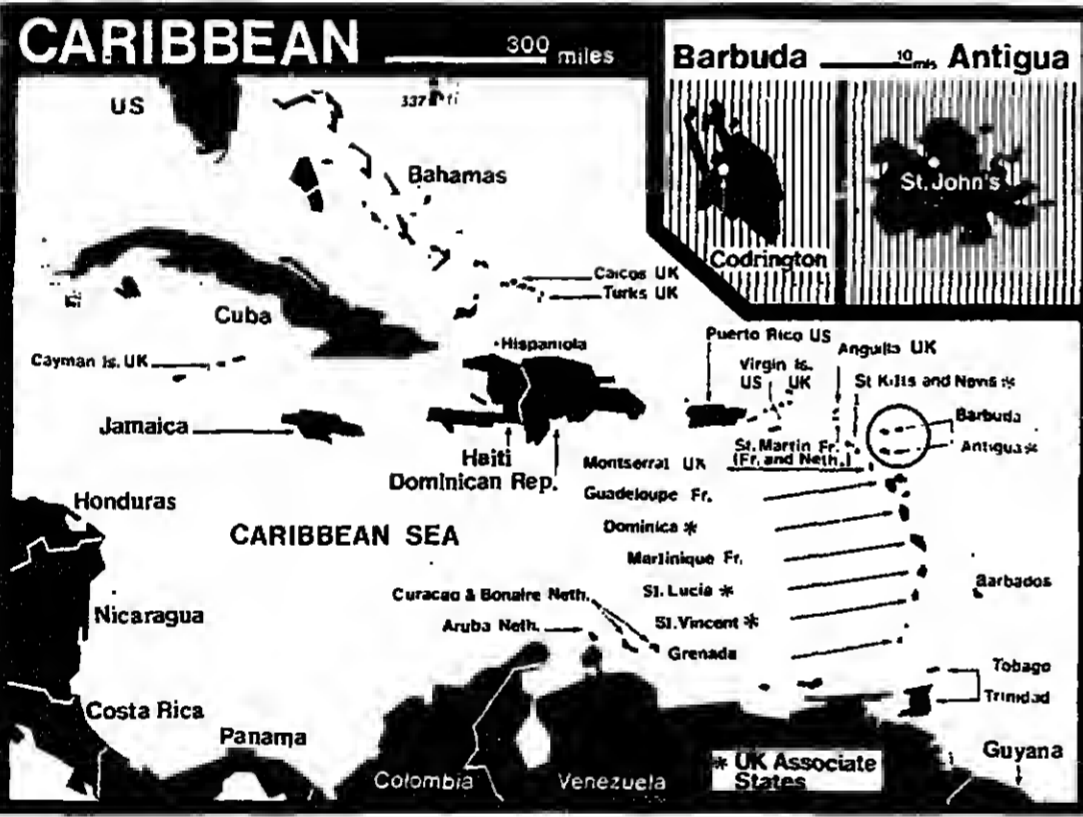 CARIBBEAN
300 miles
Barbuda 10 mls Antigua
US
Bahamas
St. John's
Codrington
Caicos UK
Turks UK
Cuba
Hispaniola
Puerto Rico US
Anguilla UK
Cayman Is. UK
Virgin Is.
US UK
St Kitts and Nevis *
Barbuda
Jamaica
Antigua *
St. Martin Fr.
(Fr. and Neth.)
Haiti
Montserrat UK
Dominican Rep.
Guadeloupe Fr.
Honduras
Dominica *
CARIBBEAN SEA
Martinique Fr.
Barbados
Curacao & Bonaire Neth.
St. Lucia *
Nicaragua
Aruba Neth.
St. Vincent *
Grenada
Tobago
Trinidad
Costa Rica
Panama
Guyana
Colombia
Venezuela
* UK Associate
States